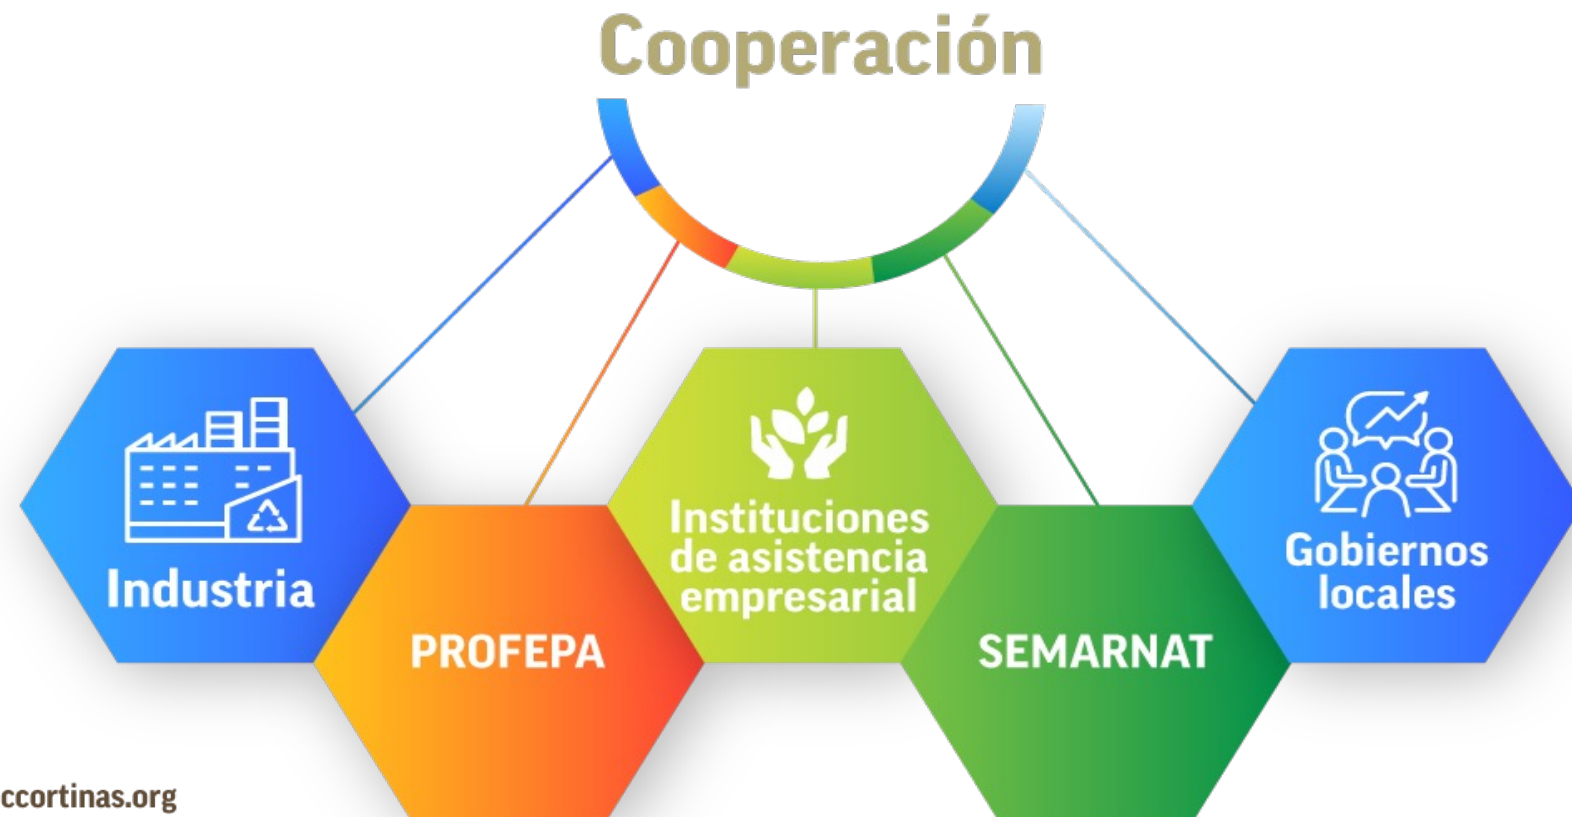 Cooperación
Industria
PROFEPA
Instituciones
de asistencia
empresarial
SEMARNAT
Gobiernos
locales
ccortinas.org